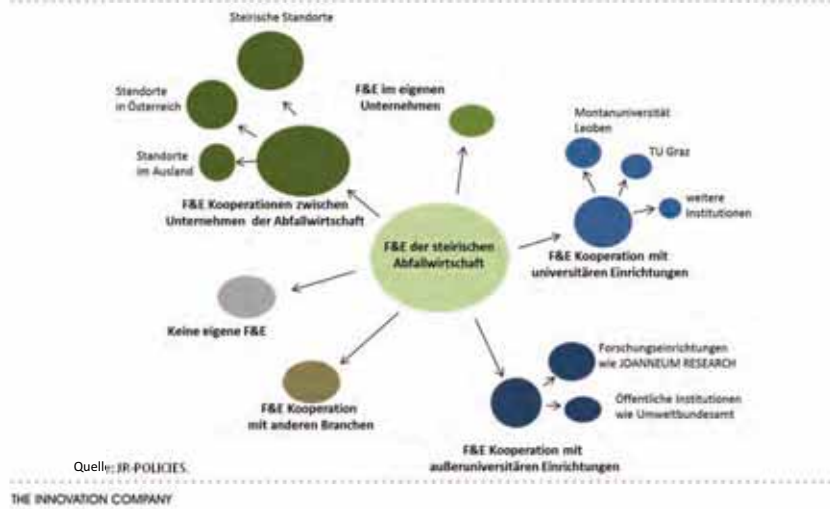 Steirische Standorte
Standorte
in Österreich
Standorte
im Ausland
F&E Kooperationen zwischen
Unternehmen der Abfallwirtschaft
F&E im eigenen
Unternehmen
Montanuniversität
Leoben
TU Graz
weitere
Institutionen
F&E Kooperation mit
universitären Einrichtungen
F&E der steirischen
Abfallwirtschaft
Keine eigene F&E
F&E Kooperation
mit anderen Branchen
Forschungseinrichtungen
wie JOANNEUM RESEARCH
Öffentliche Institutionen
wie Umweltbundesamt
F&E Kooperation mit
außeruniversitären Einrichtungen
Quelle: JR-POLICIES.
THE INNOVATION COMPANY